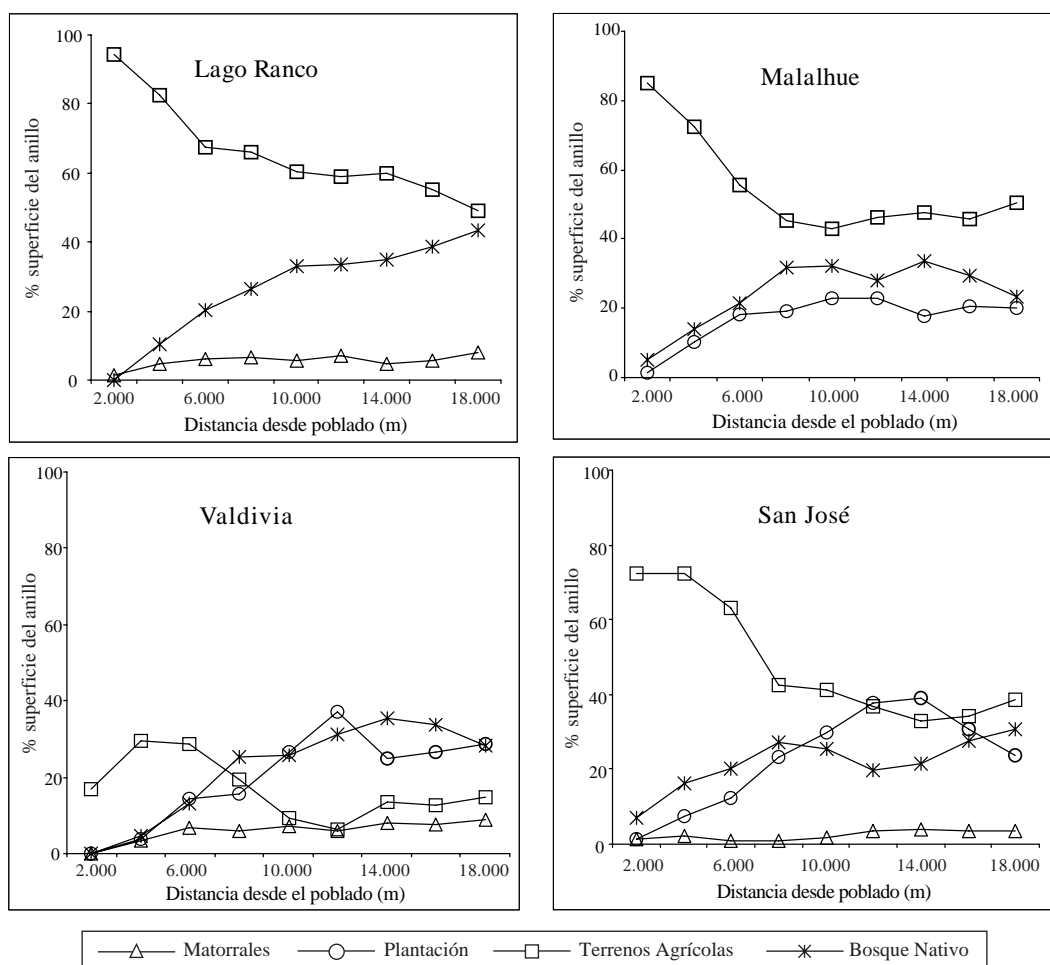 Lago Ranco
% superficie del anillo
100
80
60
40
20
0
2.000 6.000 10.000 14.000 18.000
Distancia desde poblado (m)
Malalhue
% superficie del anillo
100
80
60
40
20
0
2.000 6.000 10.000 14.000 18.000
Distancia desde el poblado (m)
Valdivia
% superficie del anillo
100
80
60
40
20
0
2.000 6.000 10.000 14.000 18.000
Distancia desde el poblado (m)
San José
% superficie del anillo
100
80
60
40
20
0
2.000 6.000 10.000 14.000 18.000
Distancia desde poblado (m)
Matorrales Plantación Terrenos Agrícolas Bosque Nativo